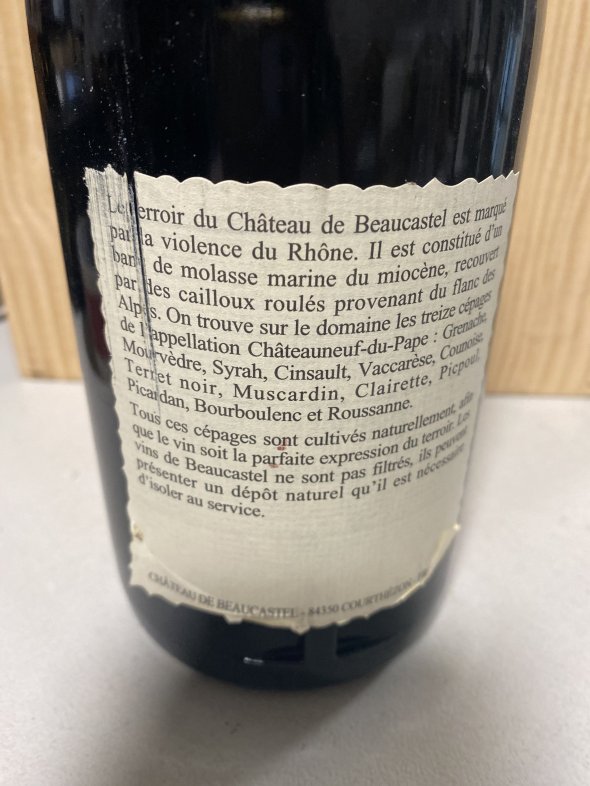 Le terroir du Château de Beaucastel est marqué
par la violence du Rhône. Il est constitué d'un
banc de molasse marine du miocène, recouvert
par des cailloux roulés provenant du flanc des
Alpes. On trouve sur le domaine les treize cépages
de l'appellation Châteauneuf-du-Pape : Grenache,
Mourvèdre, Syrah, Cinsault, Vaccarèse, Counoise,
Terret noir, Muscardin, Clairette, Picpoul,
Picardan, Bourboulenc et Roussanne.
Tous ces cépages sont cultivés naturellement, afin
que le vin soit la parfaite expression du terroir. Les
vins de Beaucastel ne sont pas filtrés, ils peuvent
présenter un dépôt naturel qu'il est nécessaire
d'isoler au service.
CHÂTEAU DE BEAUCASTEL - 84350 COURTHÉZON